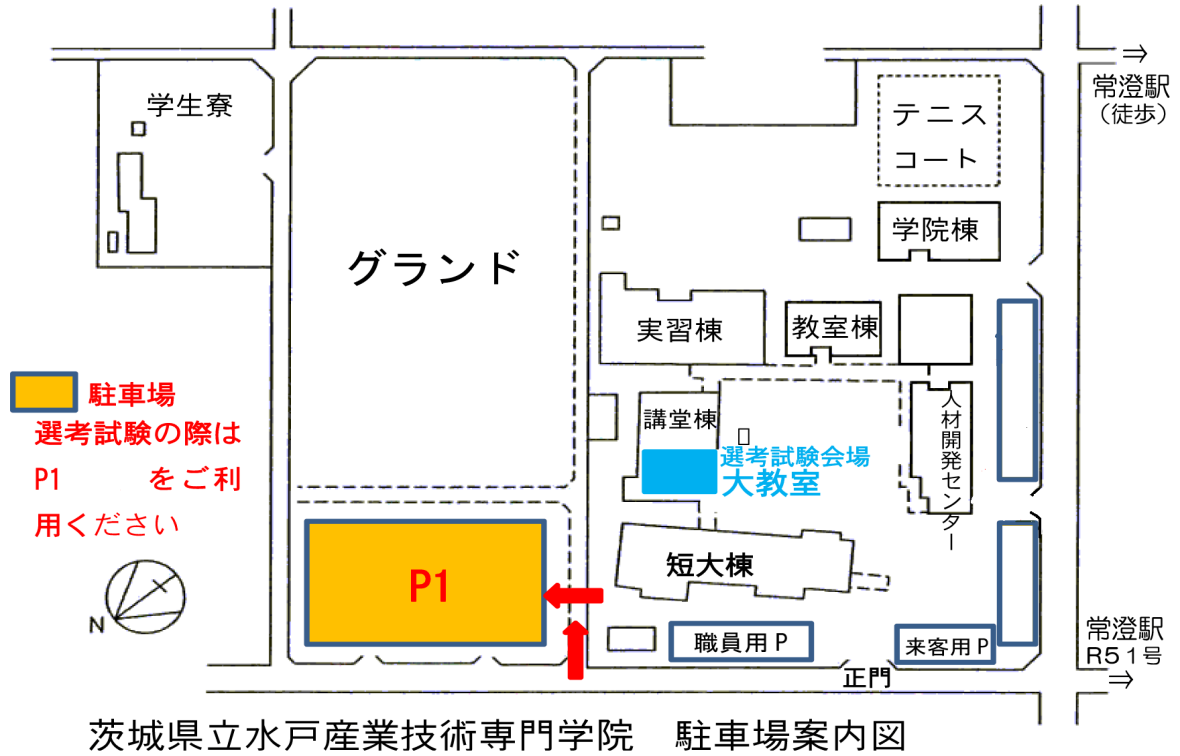 ⇒
常澄駅
（徒歩）
学生寮
テニス
コート
学院棟
グランド
実習棟
教室棟
駐車場
選考試験の際は
P1 をご利
用ください
講堂棟
人材開発センター
選考試験会場
大教室
短大棟
P1
N
職員用P
来客用P
正門
常澄駅
R51号
⇒
茨城県立水戸産業技術専門学院 駐車場案内図